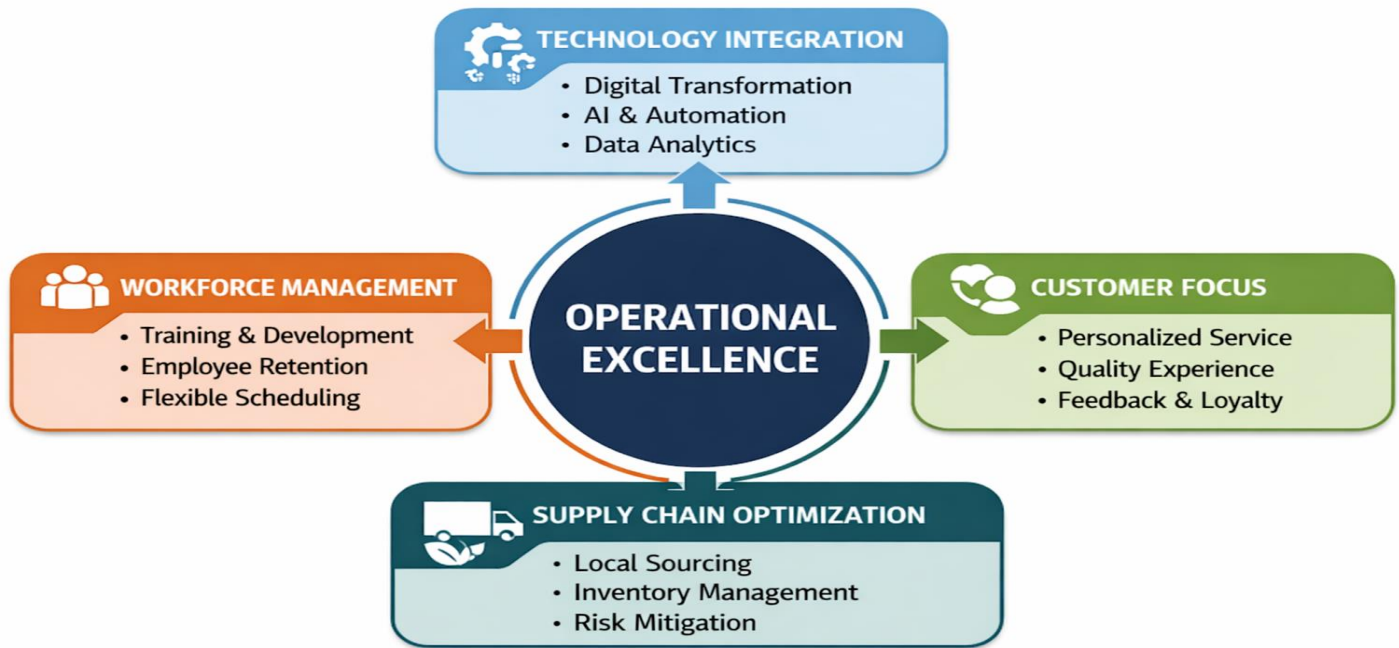 TECHNOLOGY INTEGRATION
• Digital Transformation
• AI & Automation
• Data Analytics
WORKFORCE MANAGEMENT
• Training & Development
• Employee Retention
• Flexible Scheduling
OPERATIONAL
EXCELLENCE
CUSTOMER FOCUS
• Personalized Service
• Quality Experience
• Feedback & Loyalty
SUPPLY CHAIN OPTIMIZATION
• Local Sourcing
• Inventory Management
• Risk Mitigation